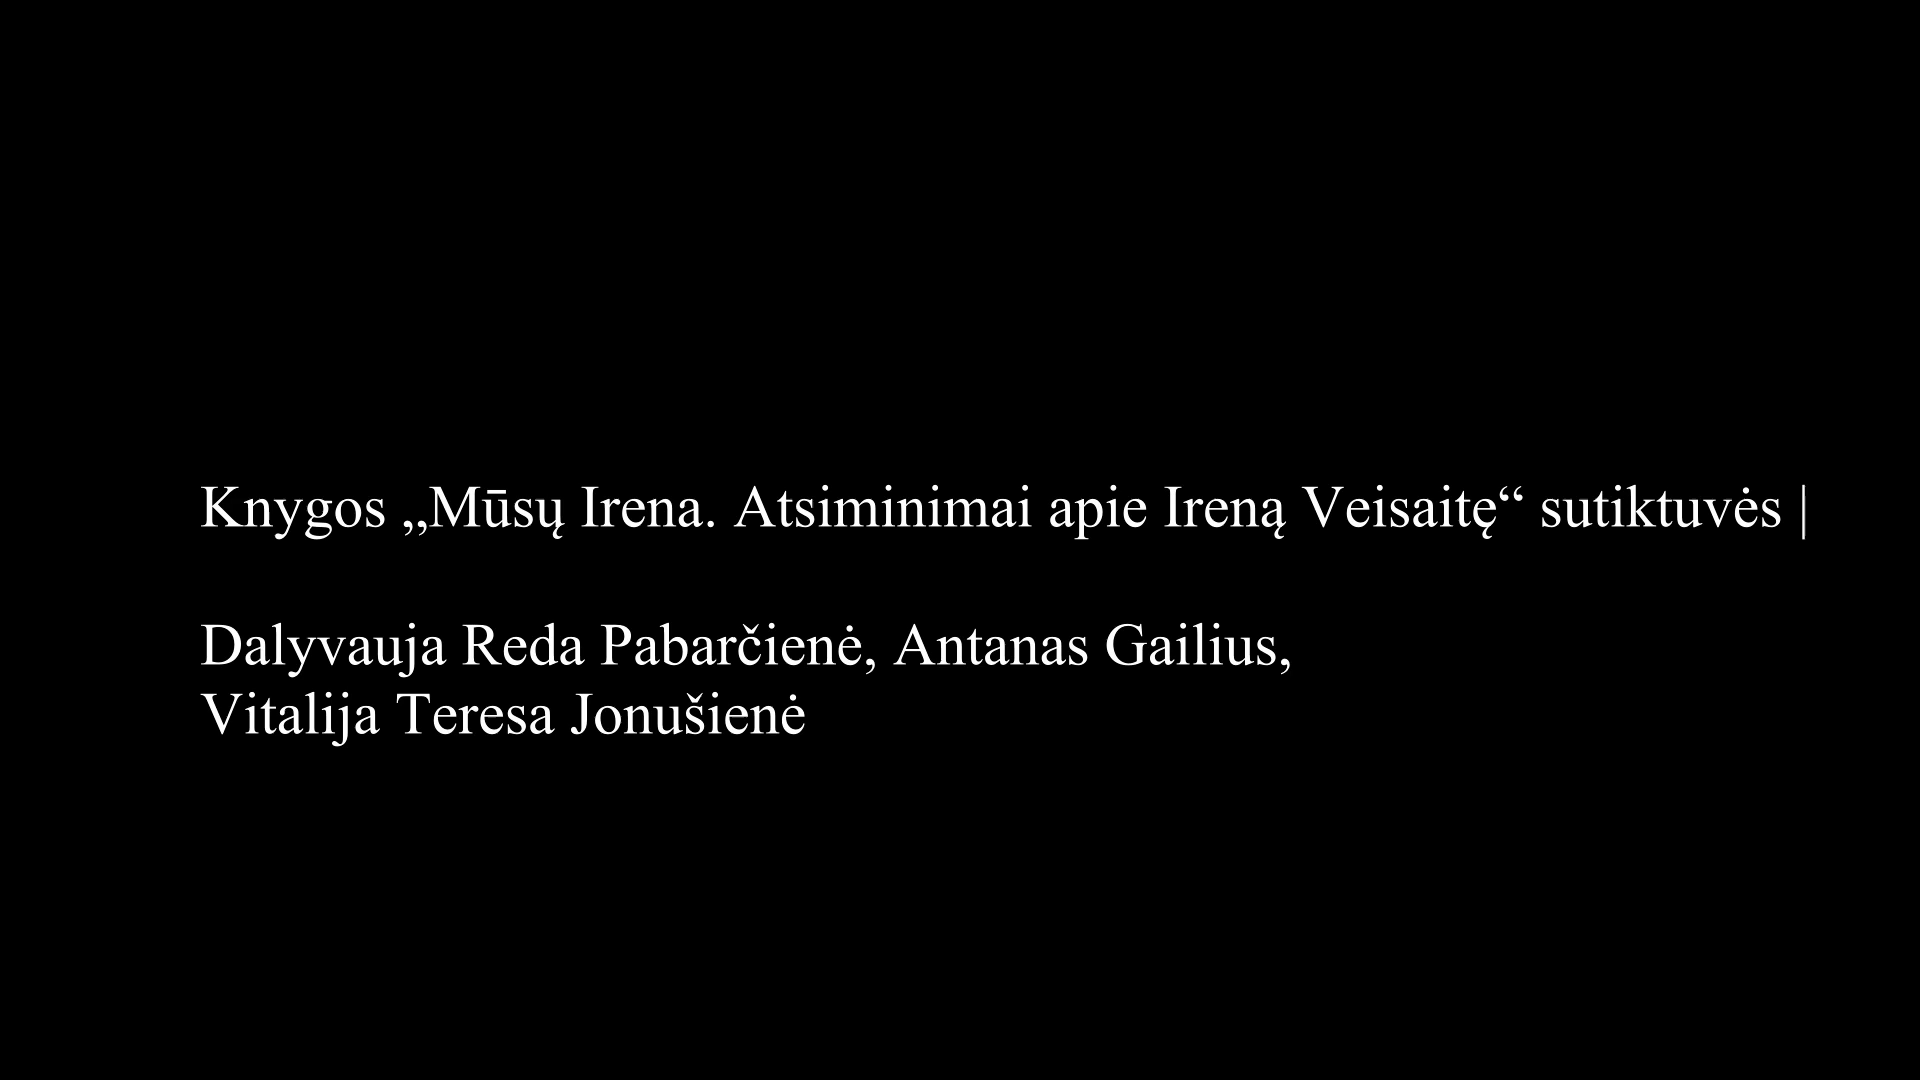 Knygos „Mūsų Irena. Atsiminimai apie Ireną Veisaitę“ sutiktuvės |
Dalyvauja Reda Pabarčienė, Antanas Gailius,
Vitalija Teresa Jonušienė